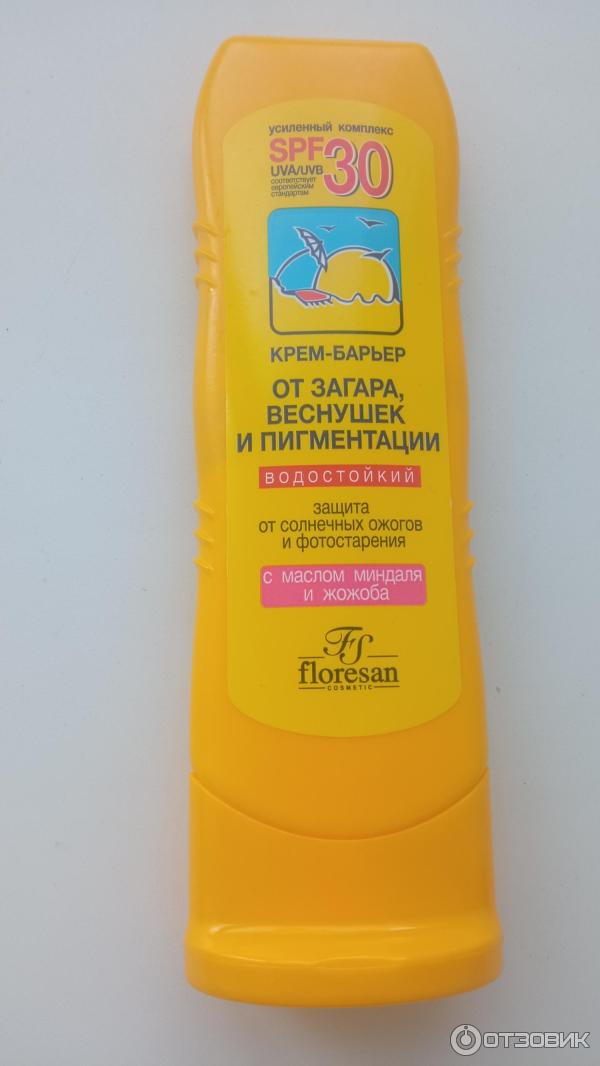 усиленный комплекс
SPF 30
UVA/UVB
соответствует
европейским
стандартам
КРЕМ-БАРЬЕР
ОТ ЗАГАРА,
ВЕСНУШЕК
И ПИГМЕНТАЦИИ
ВОДОСТОЙКИЙ
защита
от солнечных ожогов
и фотостарения
с маслом миндаля
и жожоба
FS
floresan
COSMETIC
ОТЗОВИК